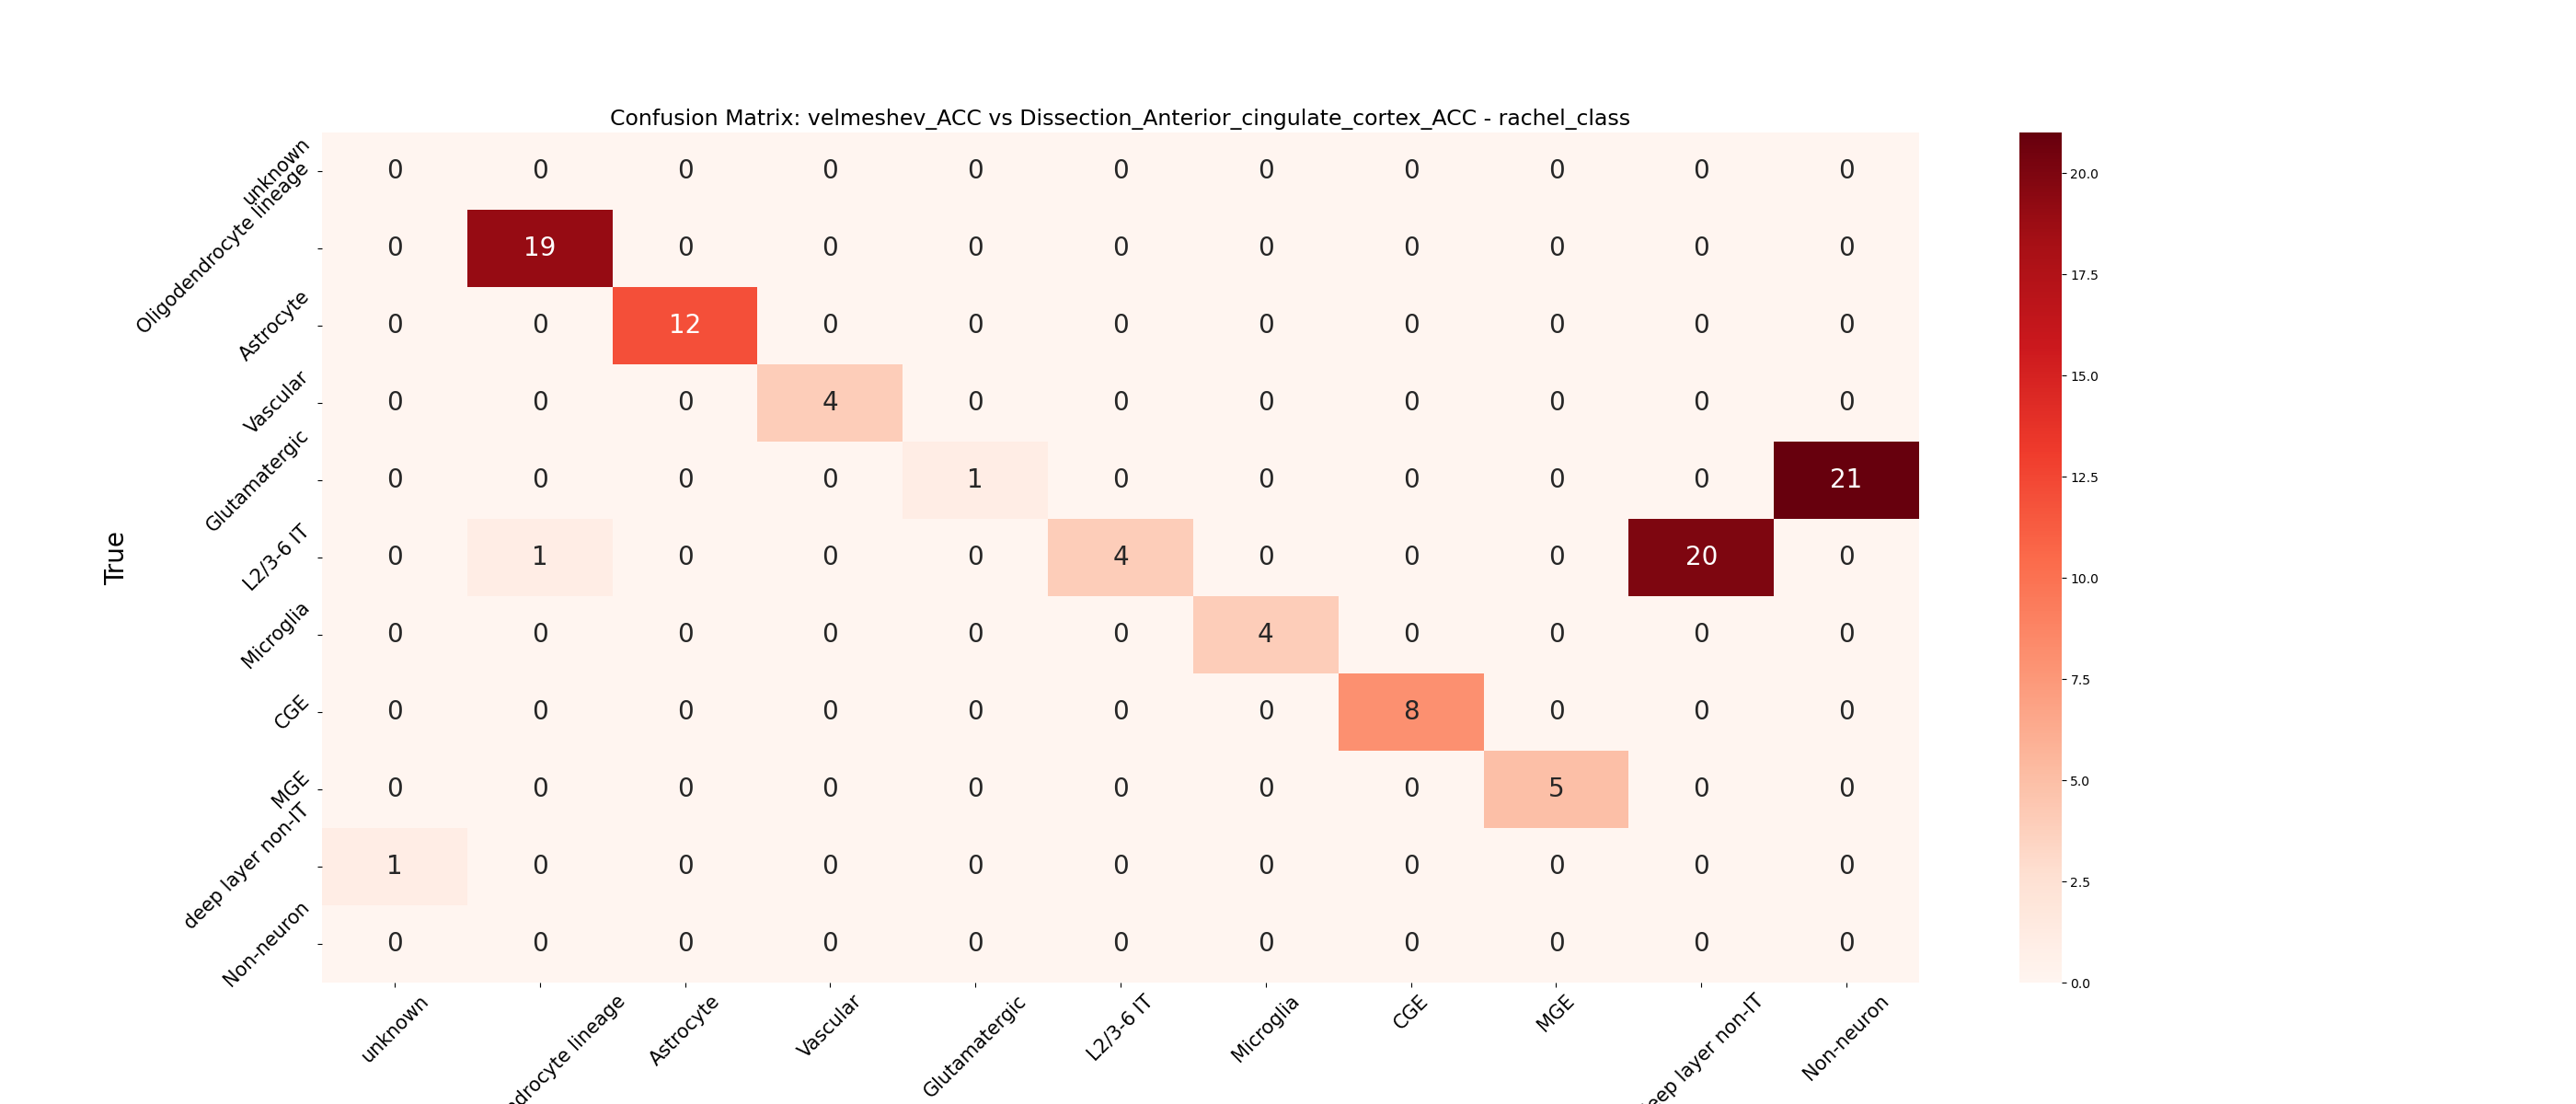 Confusion Matrix: velmeshev_ACC vs Dissection_Anterior_cingulate_cortex_ACC - rachel_class
True
unknown 0 0 0 0 0 0 0 0 0 0 0
Oligodendrocyte lineage 0 19 0 0 0 0 0 0 0 0 0
Astrocyte 0 0 12 0 0 0 0 0 0 0 0
Vascular 0 0 0 4 0 0 0 0 0 0 0
Glutamatergic 0 0 0 0 1 0 0 0 0 0 21
L2/3-6 IT 0 1 0 0 0 4 0 0 0 20 0
Microglia 0 0 0 0 0 0 4 0 0 0 0
CGE 0 0 0 0 0 0 0 8 0 0 0
MGE 0 0 0 0 0 0 0 0 5 0 0
deep layer non-IT 1 0 0 0 0 0 0 0 0 0 0
Non-neuron 0 0 0 0 0 0 0 0 0 0 0
unknown lineage Astrocyte Vascular Glutamatergic L2/3-6 IT Microglia CGE MGE layer non-IT Non-neuron
20.0
17.5
15.0
12.5
10.0
7.5
5.0
2.5
0.0